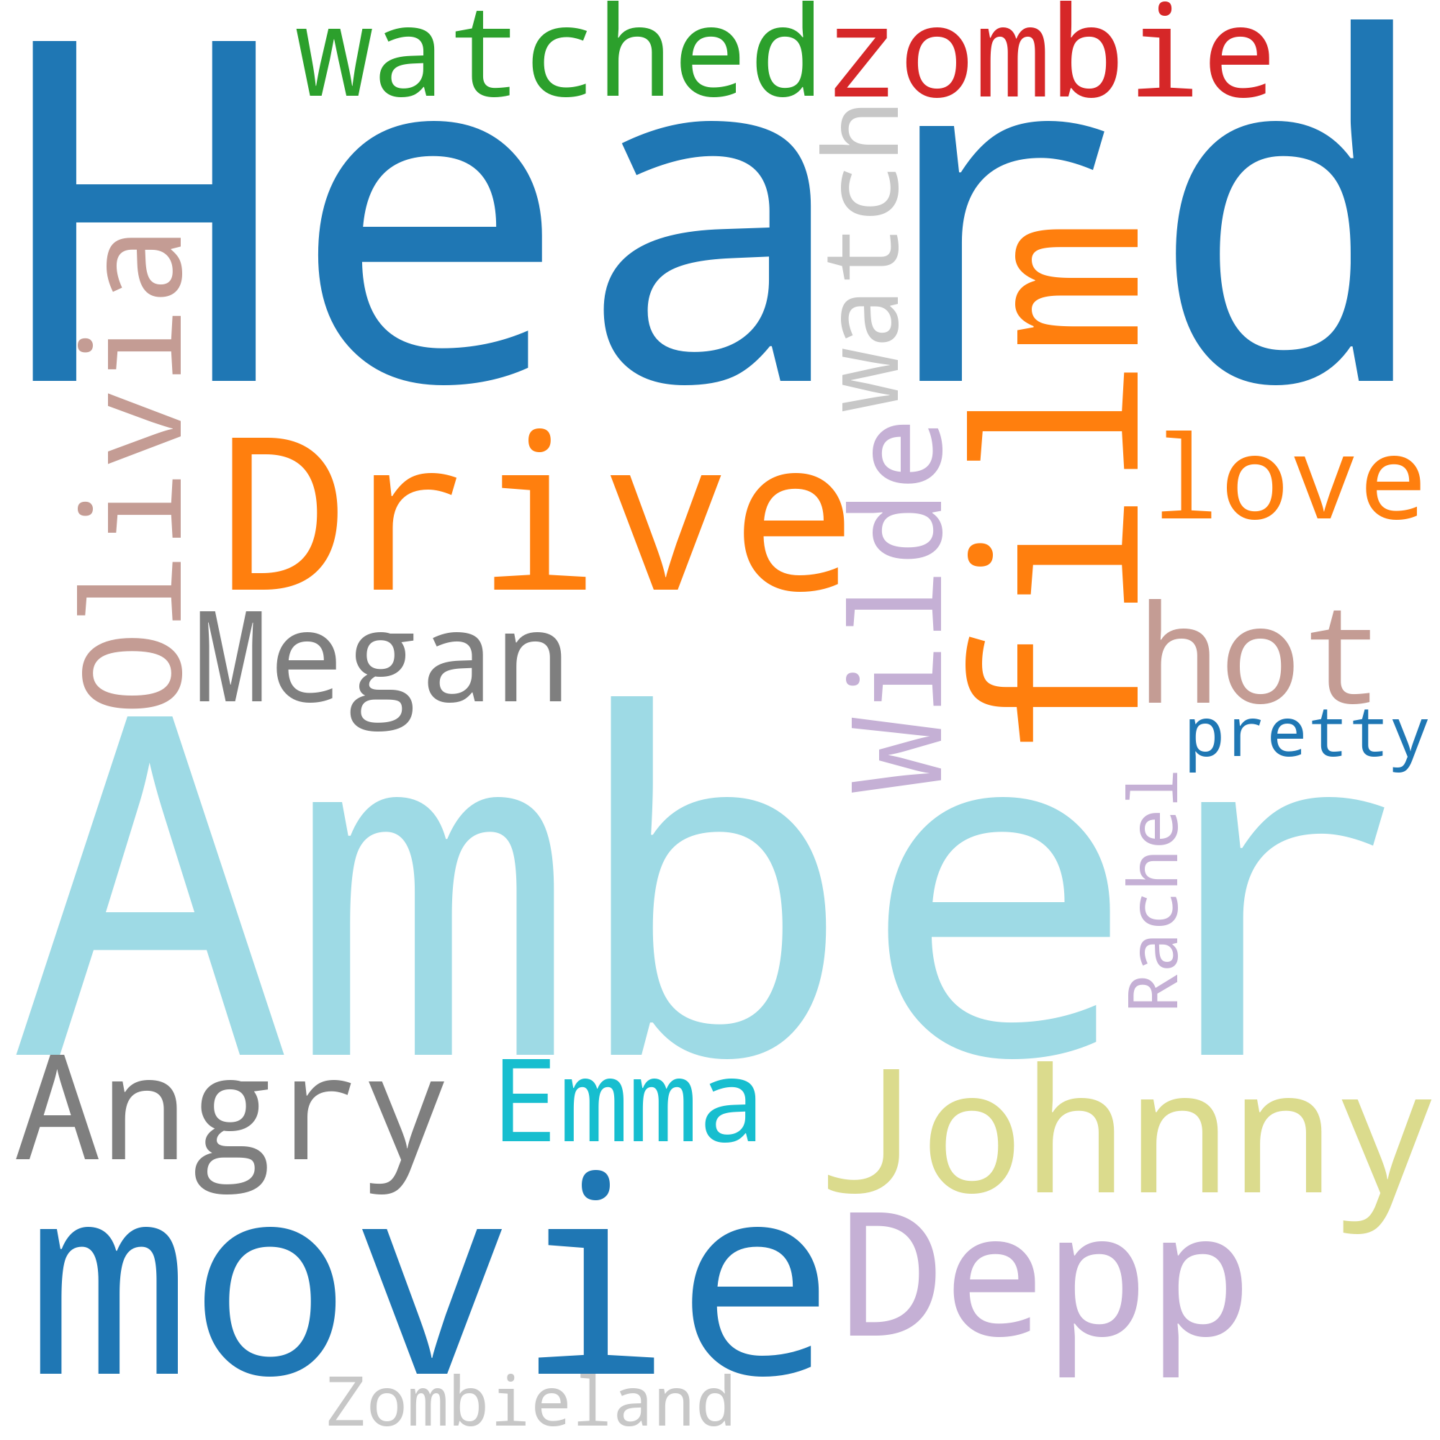 watched zombie
Heard
watch
olivia
film
Drive
Wilde
love
Megan
hot
pretty
Amber
Rachel
Angry
Emma
Johnny
movie
Depp
Zombieland